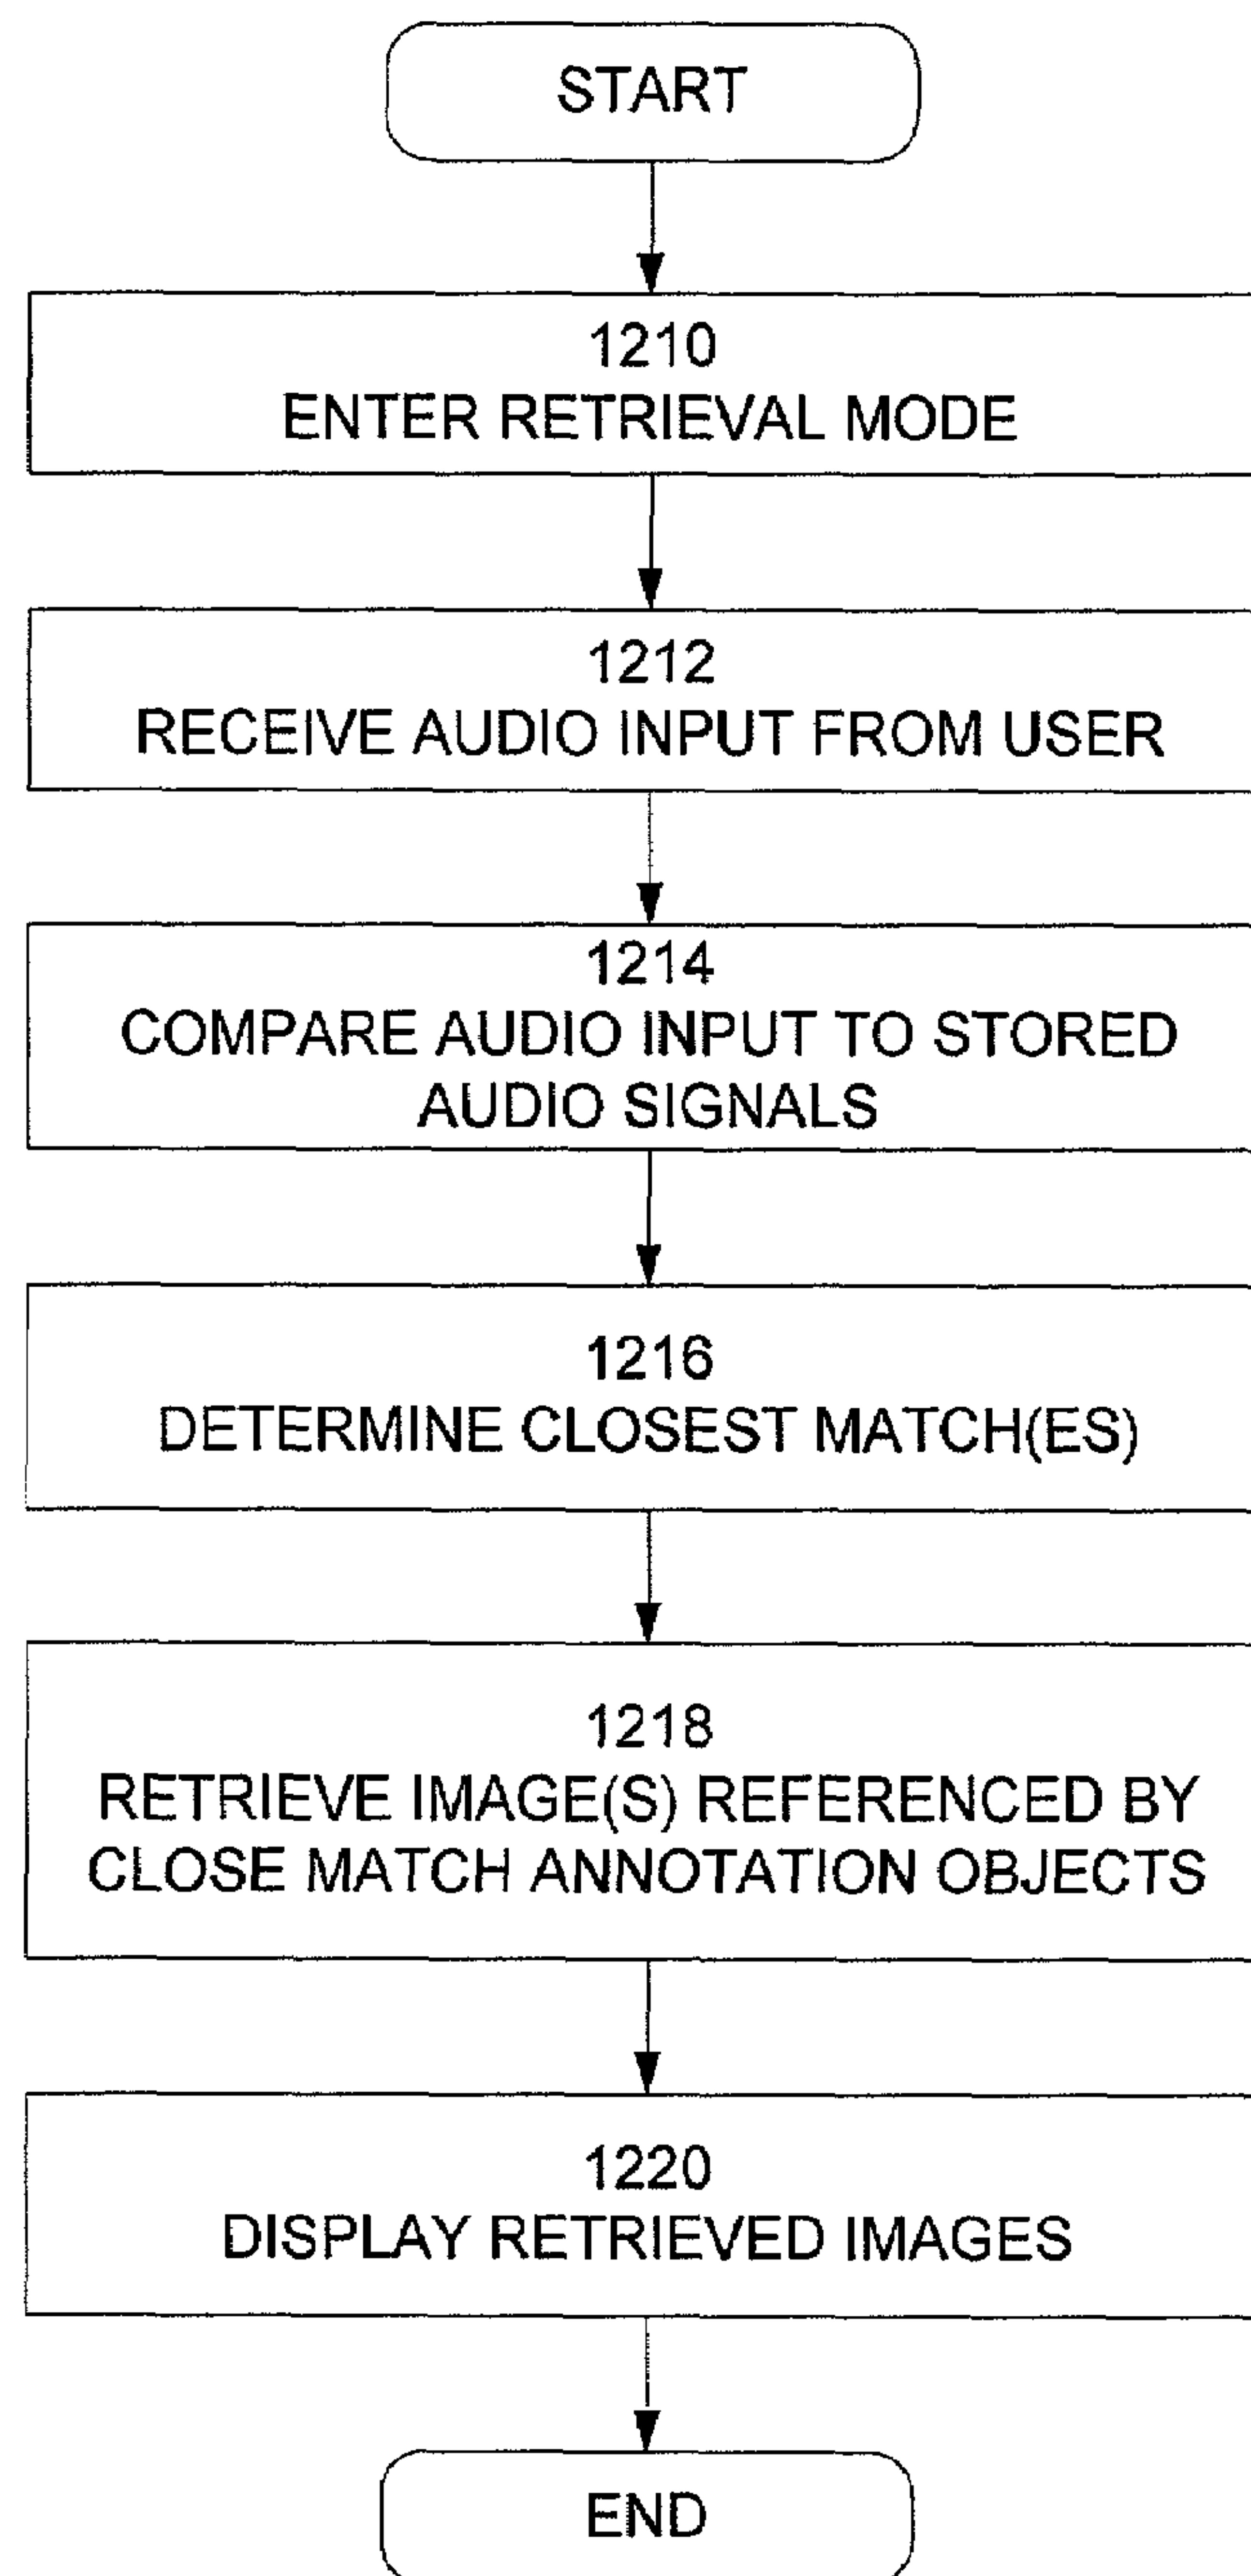 START
1210
ENTER RETRIEVAL MODE
1212
RECEIVE AUDIO INPUT FROM USER
1214
COMPARE AUDIO INPUT TO STORED
AUDIO SIGNALS
1216
DETERMINE CLOSEST MATCH(ES)
1218
RETRIEVE IMAGE(S) REFERENCED BY
CLOSE MATCH ANNOTATION OBJECTS
1220
DISPLAY RETRIEVED IMAGES
END